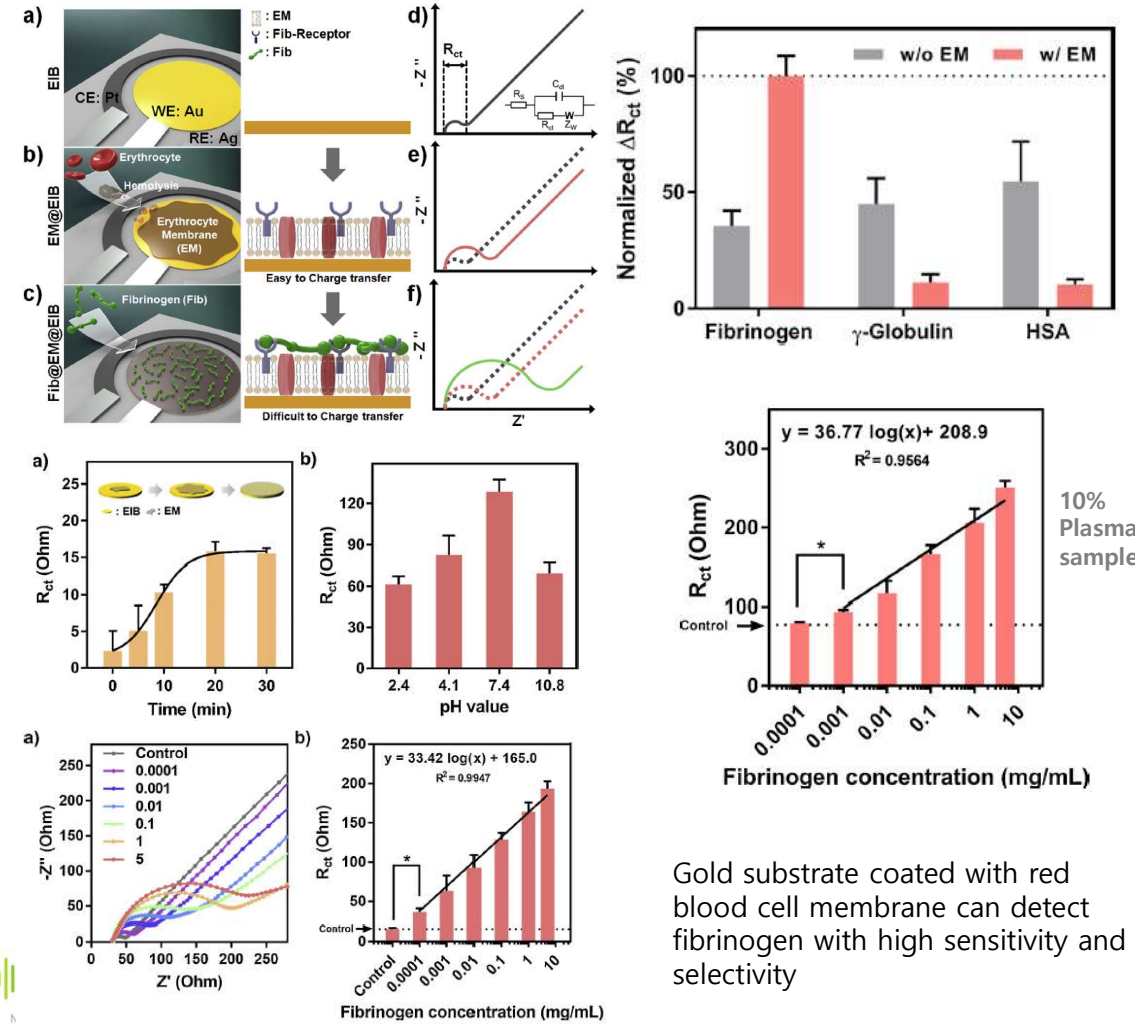 a)
EIB
CE: Pt
WE: Au
RE: Ag
: EM
: Fib-Receptor
: Fib
d)
-Z''
Rct
Rs
Cdl
Rct
Zw
b)
EM@EIB
Erythrocyte
Hemolysis
Erythrocyte
Membrane
(EM)
Easy to Charge transfer
e)
-Z''
c)
Fib@EM@EIB
Fibrinogen (Fib)
Difficult to Charge transfer
f)
-Z''
Z'
Normalized ΔRct (%)
w/o EM
w/ EM
100
50
0
Fibrinogen
γ-Globulin
HSA
a)
Rct (Ohm)
25
20
15
10
5
0
: EIB
: EM
0 10 20 30
Time (min)
b)
Rct (Ohm)
120
90
60
30
0
2.4 4.1 7.4 10.8
pH value
y = 36.77 log(x)+ 208.9
R² = 0.9564
Rct (Ohm)
300
200
100
0
*
Control
0.0001 0.001 0.01 0.1 1 10
Fibrinogen concentration (mg/mL)
10%
Plasma
sample
a)
-Z'' (Ohm)
250
200
150
100
50
0
Control
0.0001
0.001
0.01
0.1
1
5
0 50 100 150 200 250
Z' (Ohm)
b)
y = 33.42 log(x) + 165.0
R² = 0.9947
Rct (Ohm)
250
200
150
100
50
0
*
Control
Control 0.0001 0.001 0.01 0.1 1 10
Fibrinogen concentration (mg/mL)
Gold substrate coated with red
blood cell membrane can detect
fibrinogen with high sensitivity and
selectivity